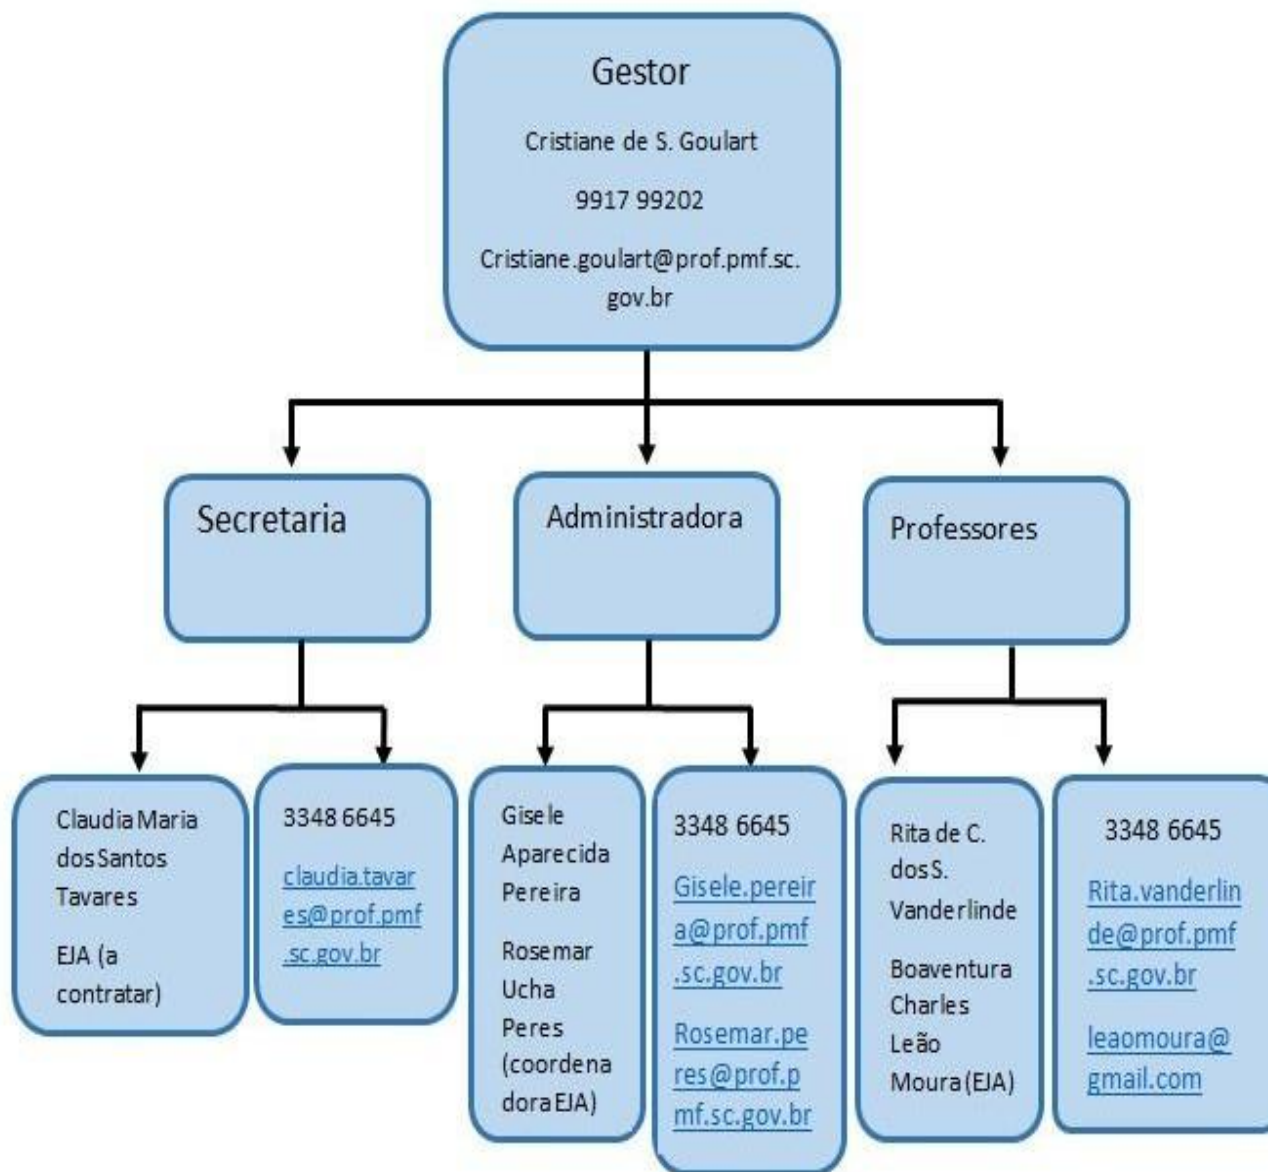 Gestor
Cristiane de S. Goulart
9917 99202
Cristiane.goulart@prof.pmf.sc.
gov.br
Secretaria
Administradora
Professores
Claudia Maria
dos Santos
Tavares
EJA (a
contratar)
3348 6645
claudia.tavar
es@prof.pmf
.sc.gov.br
Gisele
Aparecida
Pereira
Rosemar
Ucha
Peres
(coordena
dora EJA)
3348 6645
Gisele.pereir
a@prof.pmf
.sc.gov.br
Rosemar.pe
res@prof.p
mf.sc.gov.br
Rita de C.
dos S.
Vanderlinde
Boaventura
Charles
Leão
Moura (EJA)
3348 6645
Rita.vanderlin
de@prof.pmf
.sc.gov.br
leaomoura@
gmail.com